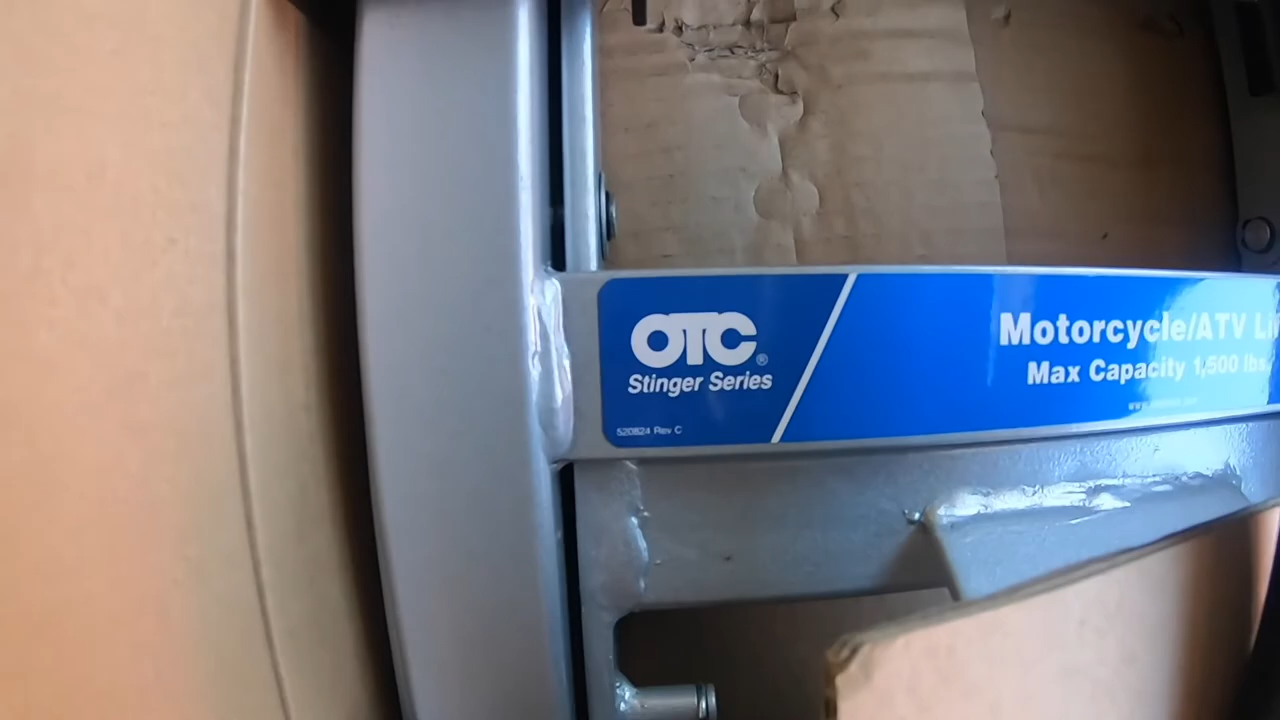 OTC®
Stinger Series
520824 Rev C
Motorcycle/ATV Li
Max Capacity 1,500 lbs.